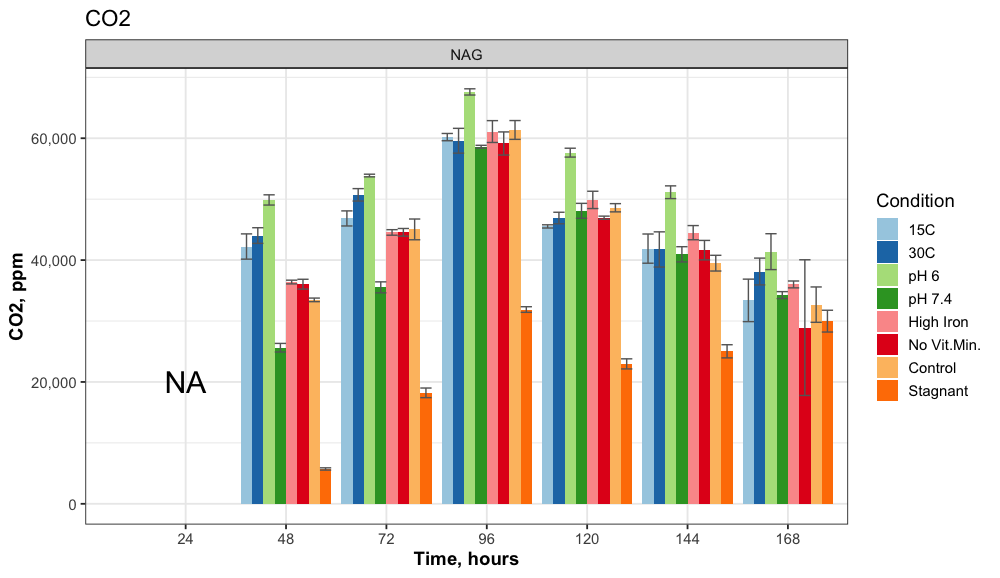 CO2
NAG
CO2, ppm
60,000
40,000
20,000
0
NA
24 48 72 96 120 144 168
Time, hours
Condition
15C
30C
pH 6
pH 7.4
High Iron
No Vit.Min.
Control
Stagnant